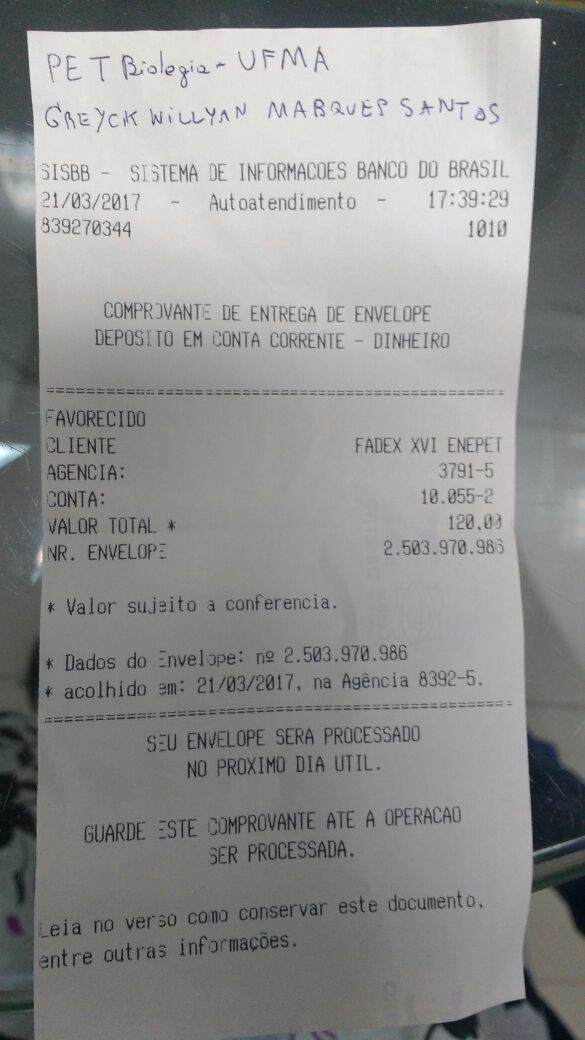 PET Biologia - UFMA
GREYCK WILLYAN MARQUES SANTOS
SISBB - SISTEMA DE INFORMACOES BANCO DO BRASIL
21/03/2017 - Autoatendimento - 17:39:29
839270344 1010
COMPROVANTE DE ENTREGA DE ENVELOPE
DEPOSITO EM CONTA CORRENTE - DINHEIRO
================================================
FAVORECIDO
CLIENTE FADEX XVI ENEPET
AGENCIA: 3791-5
CONTA: 10.055-2
VALOR TOTAL * 120,00
NR. ENVELOPE 2.503.970.986
* Valor sujeito a conferencia.
* Dados do Envelope: nº 2.503.970.986
* acolhido em: 21/03/2017, na Agência 8392-5.
================================================
SEU ENVELOPE SERA PROCESSADO
NO PROXIMO DIA UTIL.
GUARDE ESTE COMPROVANTE ATE A OPERACAO
SER PROCESSADA.
Leia no verso como conservar este documento,
entre outras informações.